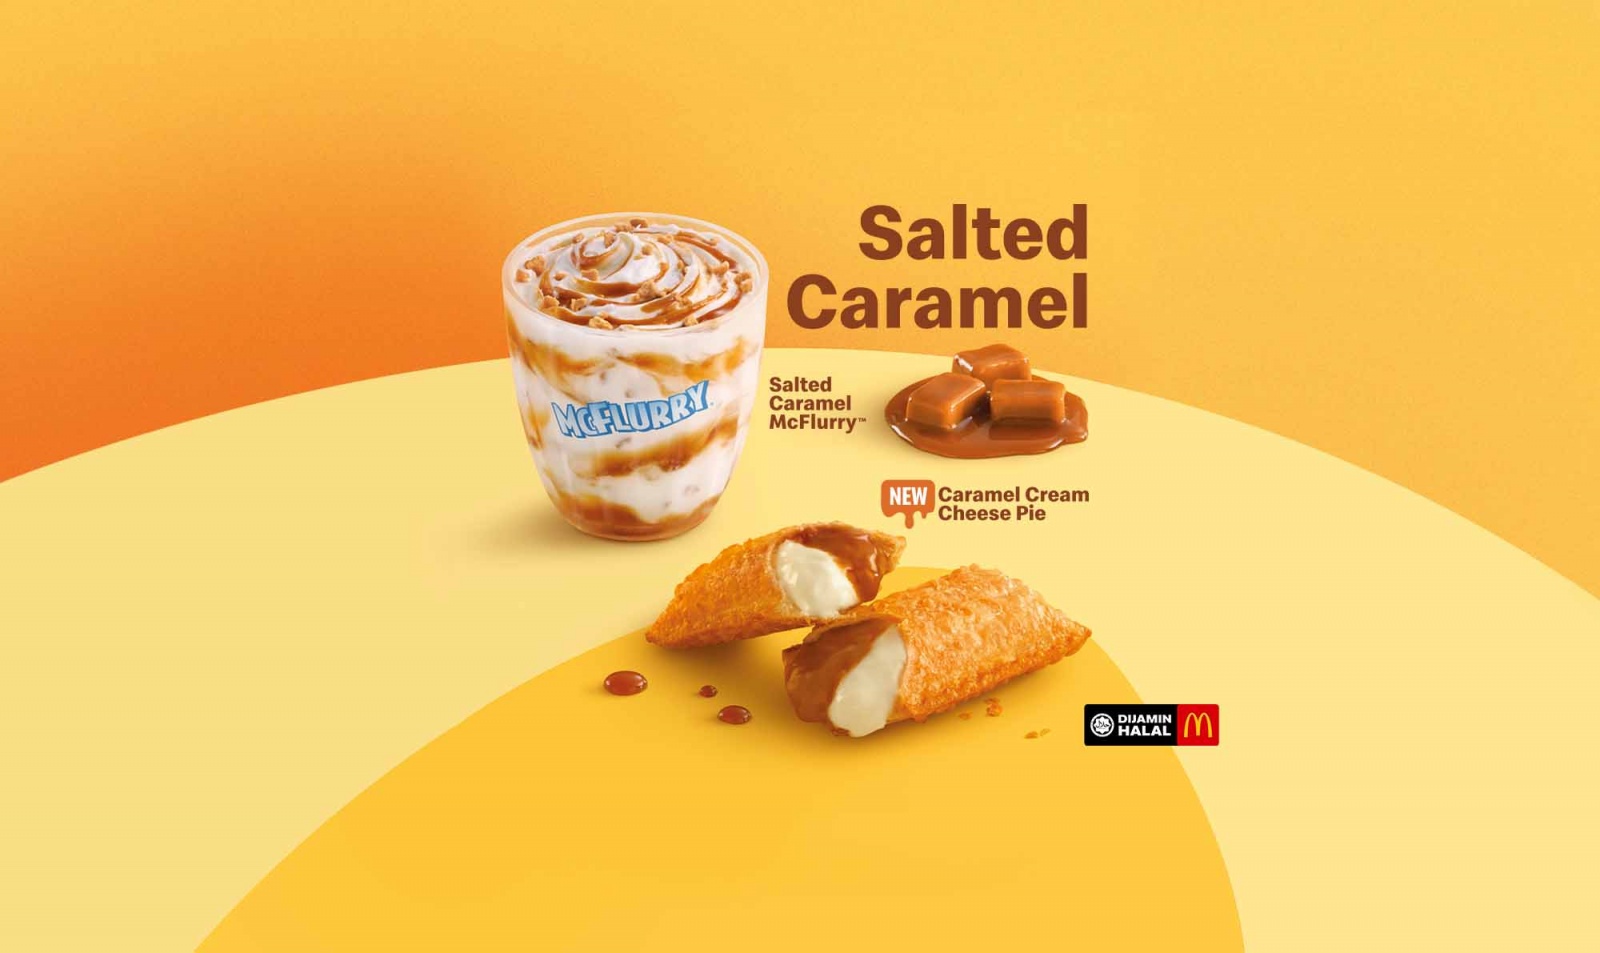 Salted
Caramel
McFLURRY
Salted
Caramel
McFlurry™
NEW
Caramel Cream
Cheese Pie
DIJAMIN
HALAL